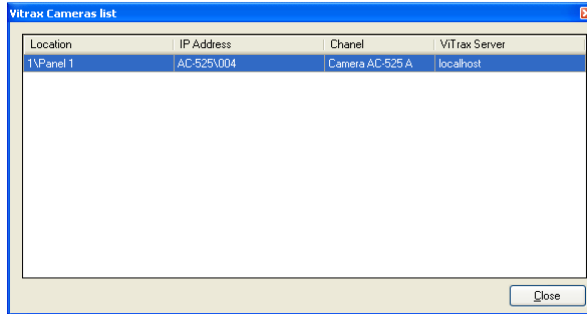 Vitrax Cameras list
Location IP Address Chanel ViTrax Server
1\Panel 1 AC-525\004 Camera AC-525 A localhost
Close